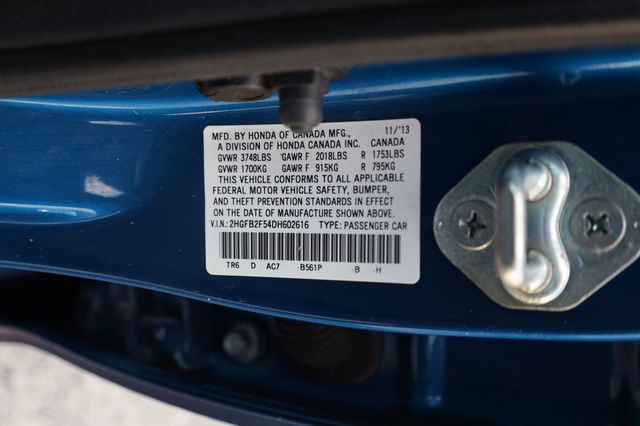 MFD. BY HONDA OF CANADA MFG., 11/'13
A DIVISION OF HONDA CANADA INC. CANADA
GVWR 3748LBS GAWR F 2018LBS R 1753LBS
GVWR 1700KG GAWR F 915KG R 795KG
THIS VEHICLE CONFORMS TO ALL APPLICABLE
FEDERAL MOTOR VEHICLE SAFETY, BUMPER,
AND THEFT PREVENTION STANDARDS IN EFFECT
ON THE DATE OF MANUFACTURE SHOWN ABOVE.
V.I.N.: 2HGFB2F54DH602616 TYPE: PASSENGER CAR
TR6 D AC7 -B561P -B -H